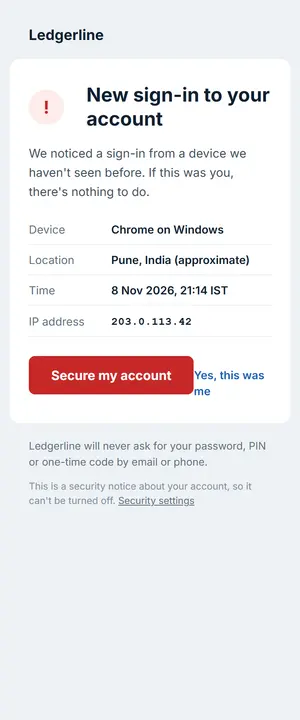 Ledgerline
!
New sign-in to your
account
We noticed a sign-in from a device we
haven't seen before. If this was you,
there's nothing to do.
Device Chrome on Windows
Location Pune, India (approximate)
Time 8 Nov 2026, 21:14 IST
IP address 203.0.113.42
Secure my account
Yes, this was
me
Ledgerline will never ask for your password, PIN
or one-time code by email or phone.
This is a security notice about your account, so it
can't be turned off. Security settings